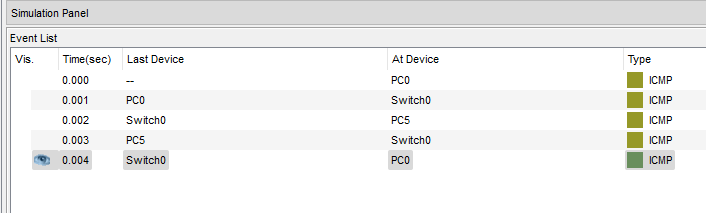 Simulation Panel
Event List
Vis. Time(sec) Last Device At Device Type
0.000 -- PC0 ICMP
0.001 PC0 Switch0 ICMP
0.002 Switch0 PC5 ICMP
0.003 PC5 Switch0 ICMP
0.004 Switch0 PC0 ICMP